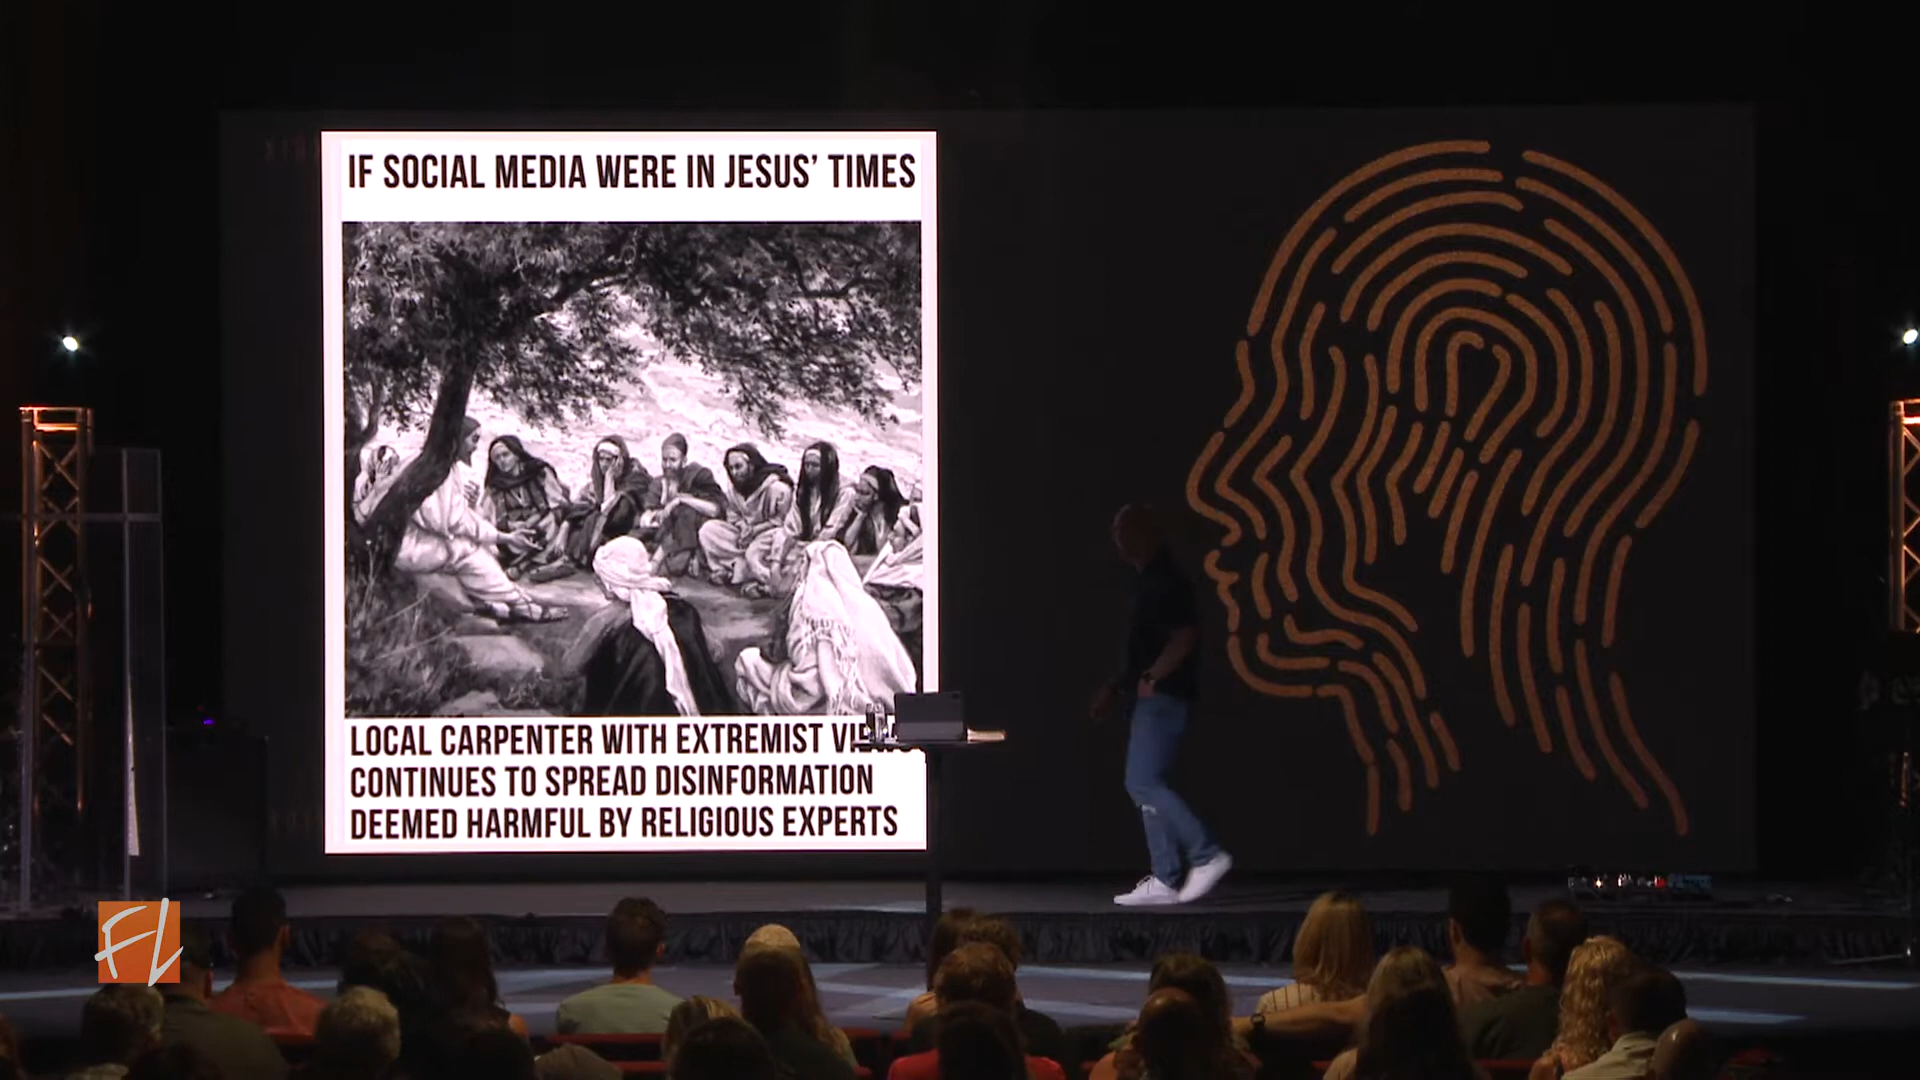 IF SOCIAL MEDIA WERE IN JESUS' TIMES
LOCAL CARPENTER WITH EXTREMIST
CONTINUES TO SPREAD DISINFORMATION
DEEMED HARMFUL BY RELIGIOUS EXPERTS
FL